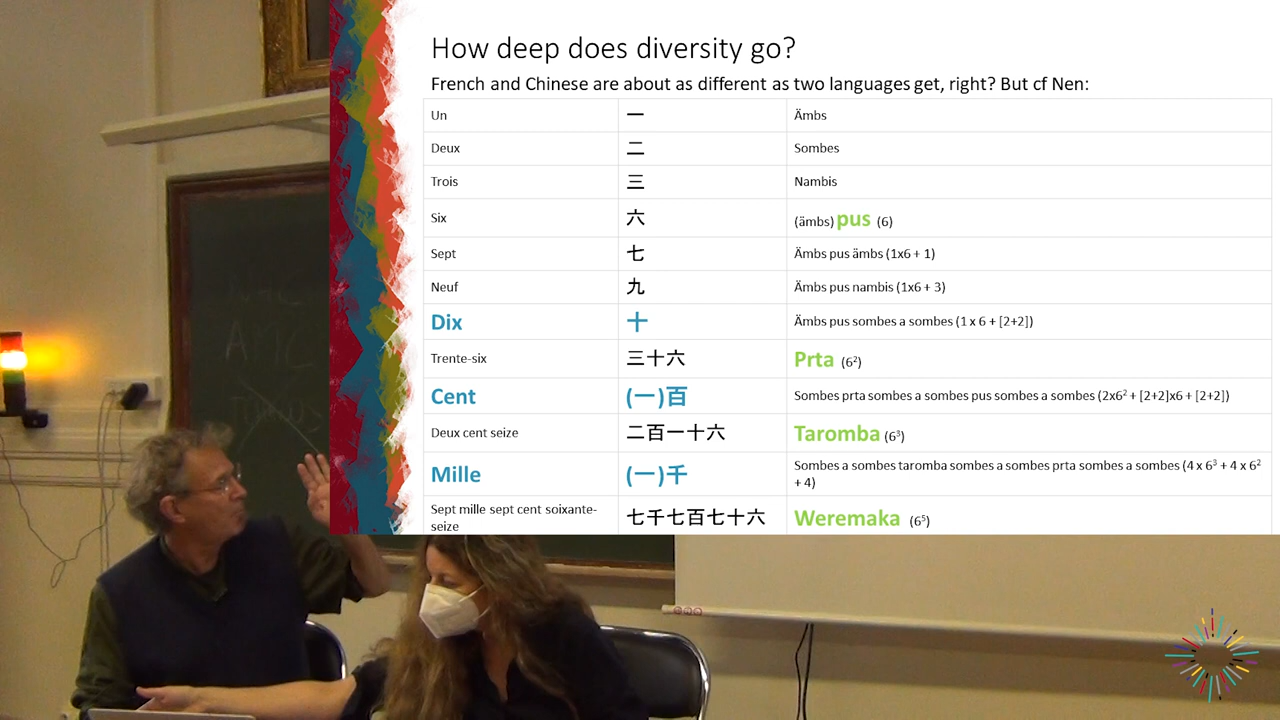 How deep does diversity go?
French and Chinese are about as different as two languages get, right? But cf Nen:
Un 一 Ämbs
Deux 二 Sombes
Trois 三 Nambis
Six 六 (ämbs) pus (6)
Sept 七 Ämbs pus ämbs (1x6 + 1)
Neuf 九 Ämbs pus nambis (1x6 + 3)
Dix 十 Ämbs pus sombes a sombes (1 x 6 + [2+2])
Trente-six 三十六 Prta (6²)
Cent (一)百 Sombes prta sombes a sombes pus sombes a sombes (2x6² + [2+2]x6 + [2+2])
Deux cent seize 二百一十六 Taromba (6³)
Mille (一)千 Sombes a sombes taromba sombes a sombes prta sombes a sombes (4 x 6³ + 4 x 6²
+ 4)
Sept mille sept cent soixante-
seize 七千七百七十六 Weremaka (6⁵)